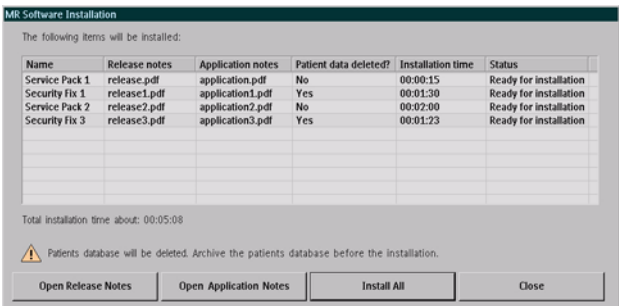 MR Software Installation
The following items will be installed:
Name Release notes Application notes Patient data deleted? Installation time Status
Service Pack 1 release.pdf application.pdf No 00:00:15 Ready for installation
Security Fix 1 release1.pdf application1.pdf Yes 00:01:30 Ready for installation
Service Pack 2 release2.pdf application2.pdf No 00:02:00 Ready for installation
Security Fix 3 release3.pdf application3.pdf Yes 00:01:23 Ready for installation
Total installation time about: 00:05:08
Patients database will be deleted. Archive the patients database before the installation.
Open Release Notes Open Application Notes Install All Close